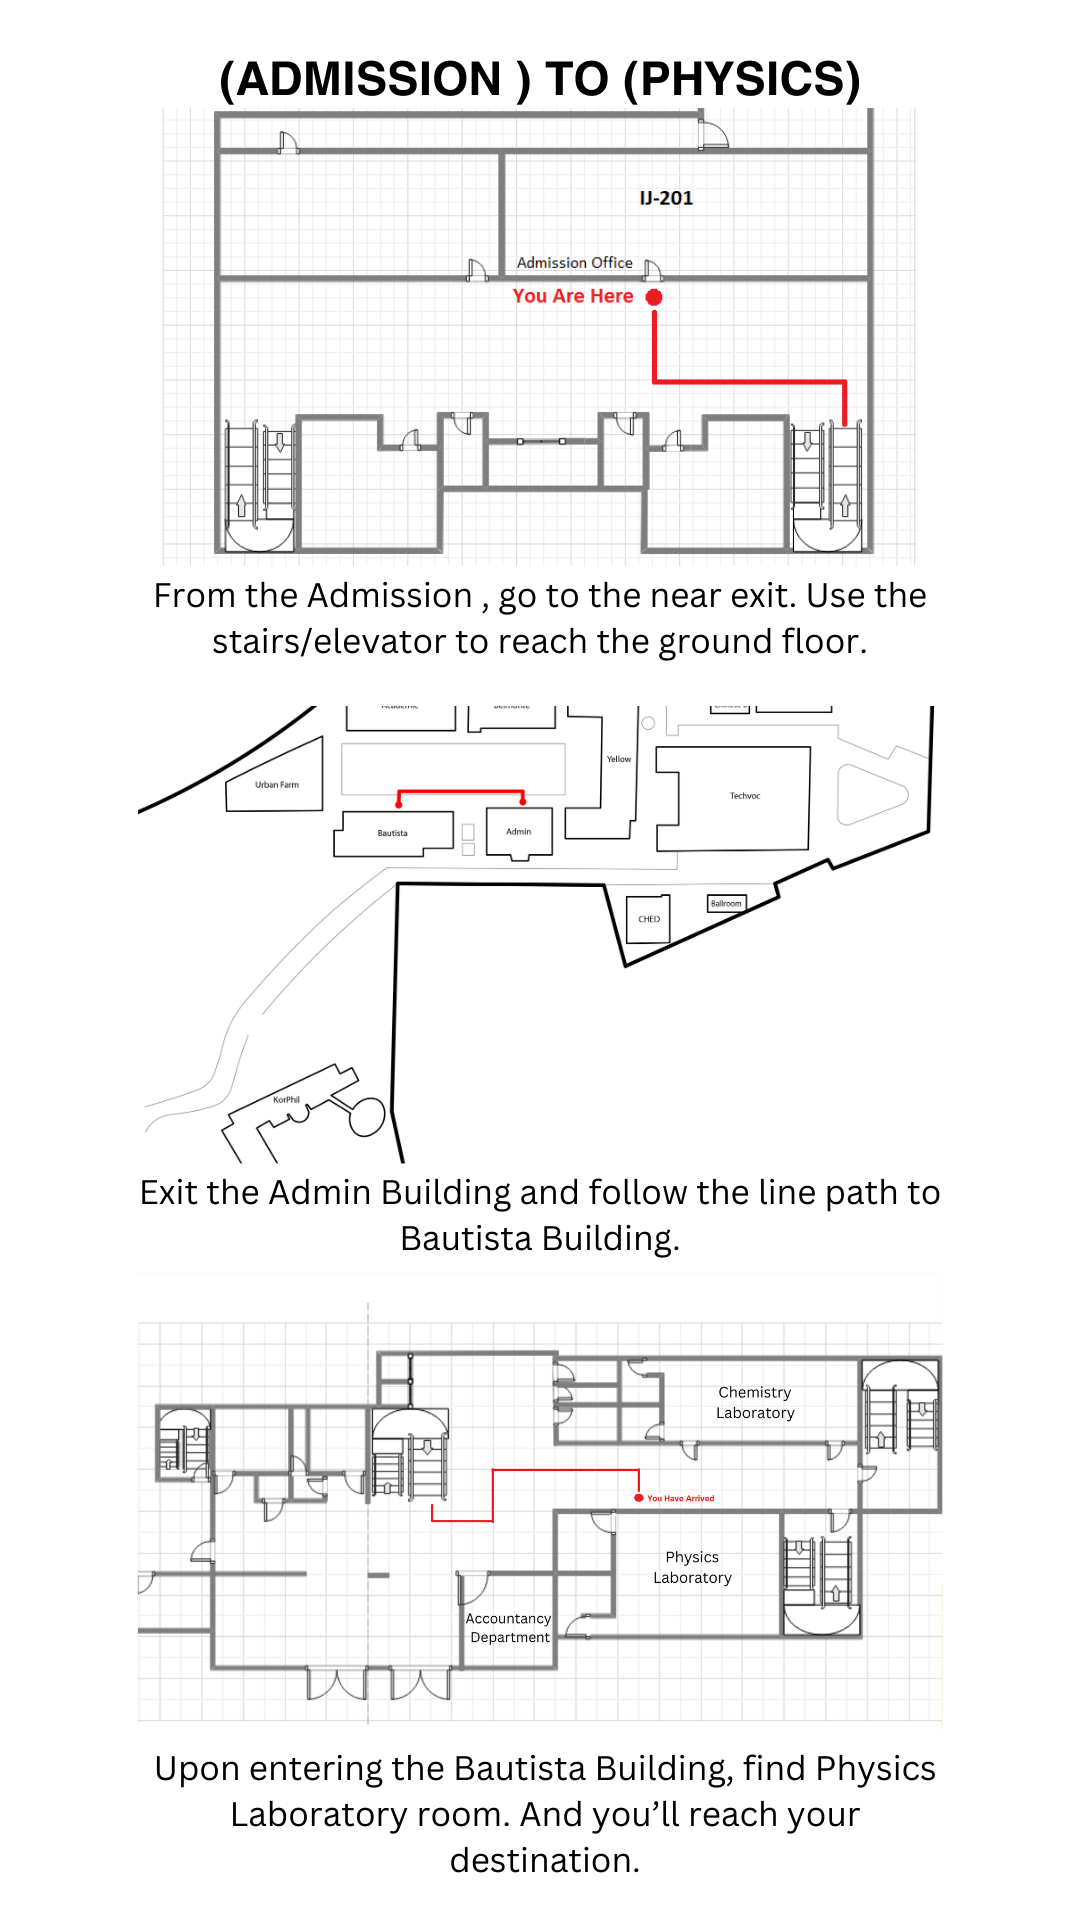 (ADMISSION ) TO (PHYSICS)
IJ-201
Admission Office
You Are Here
From the Admission , go to the near exit. Use the
stairs/elevator to reach the ground floor.
Academic
Belmonte
Yellow
Urban Farm
Techvoc
Bautista
Admin
CHED
Ballroom
KorPhil
Exit the Admin Building and follow the line path to
Bautista Building.
Chemistry
Laboratory
You Have Arrived
Physics
Laboratory
Accountancy
Department
Upon entering the Bautista Building, find Physics
Laboratory room. And you’ll reach your
destination.